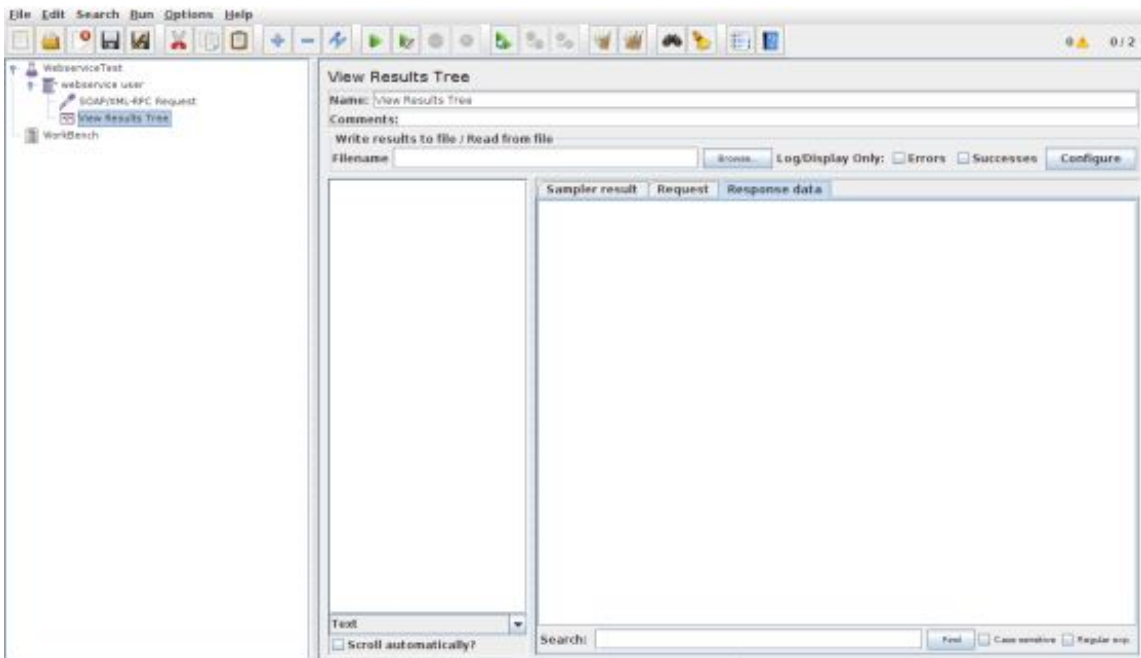 File Edit Search Run Options Help
0 0 / 2
WebserviceTest
webservice user
SOAP/XML-RPC Request
View Results Tree
WorkBench
View Results Tree
Name: View Results Tree
Comments:
Write results to file / Read from file
Filename Browse... Log/Display Only: Errors Successes Configure
Sampler result Request Response data
Text
Scroll automatically?
Search: Find Case sensitive Regular exp.